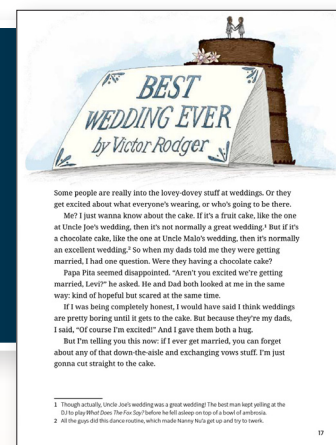 BEST
WEDDING EVER
by Victor Rodger
Some people are really into the lovey-dovey stuff at weddings. Or they
get excited about what everyone's wearing, or who's going to be there.
Me? I just wanna know about the cake. If it's a fruit cake, like the one
at Uncle Joe's wedding, then it's not normally a great wedding.¹ But if it's
a chocolate cake, like the one at Uncle Malo's wedding, then it's normally
an excellent wedding.² So when my dads told me they were getting
married, I had one question. Were they having a chocolate cake?
Papa Pita seemed disappointed. “Aren't you excited we're getting
married, Levi?” he asked. He and Dad both looked at me in the same
way: kind of hopeful but scared at the same time.
If I was being completely honest, I would have said I think weddings
are pretty boring until it gets to the cake. But because they're my dads,
I said, “Of course I'm excited!” And I gave them both a hug.
But I'm telling you this now: if I ever get married, you can forget
about any of that down-the-aisle and exchanging vows stuff. I'm just
gonna cut straight to the cake.
1 Though actually, Uncle Joe's wedding was a great wedding! The best man kept yelling at the
DJ to play What Does The Fox Say? before he fell asleep on top of a bowl of ambrosia.
2 All the guys did this dance routine, which made Nanny Nu'a get up and try to twerk.
17